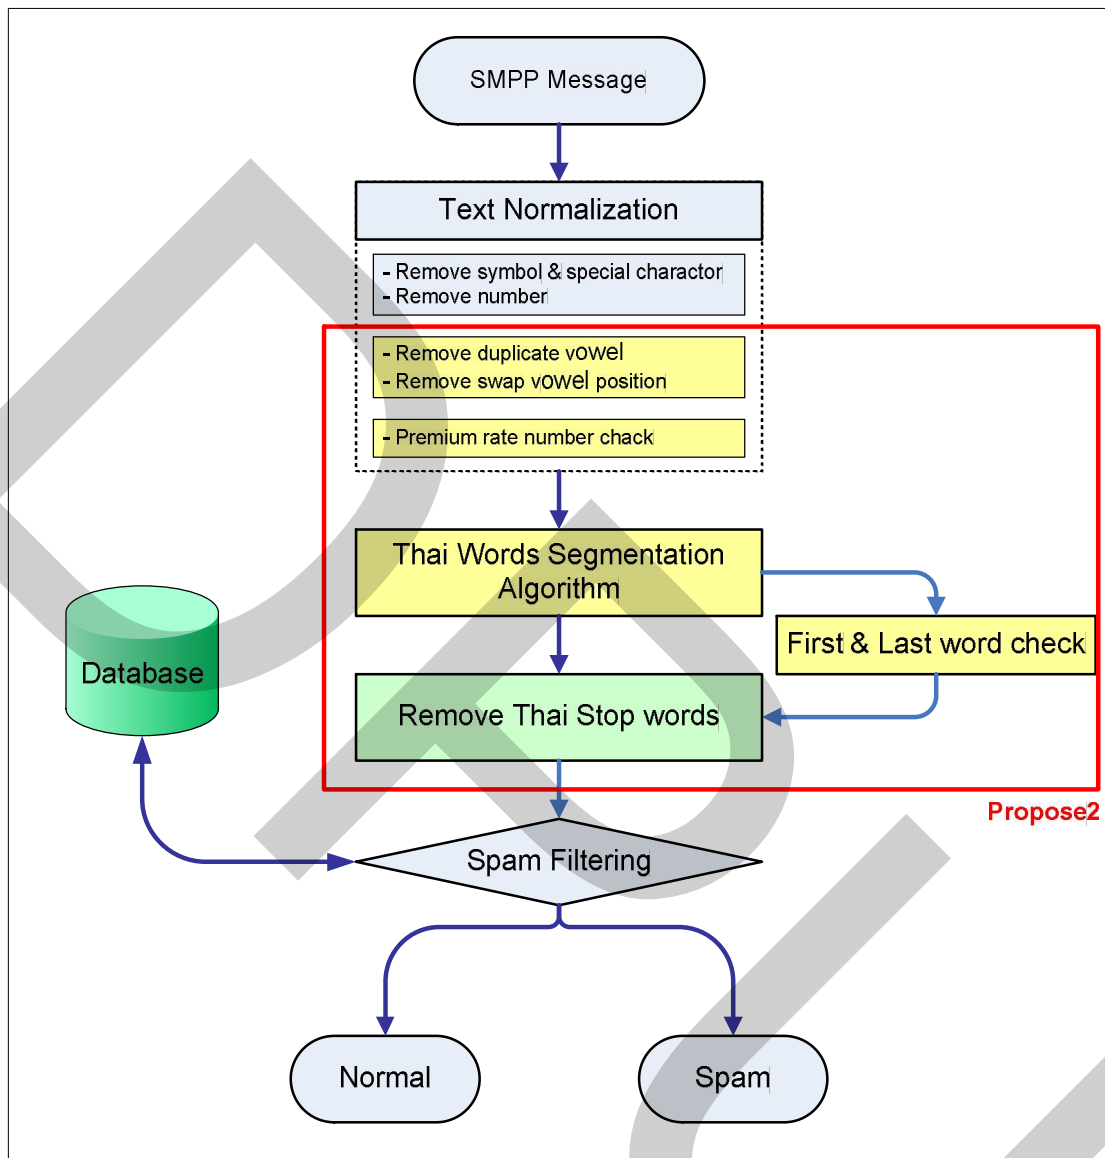 SMPP Message
Text Normalization
- Remove symbol & special charactor
- Remove number
- Remove duplicate vowel
- Remove swap vowel position
- Premium rate number chack
Thai Words Segmentation
Algorithm
First & Last word check
Database
Remove Thai Stop words
Propose2
Spam Filtering
Normal
Spam